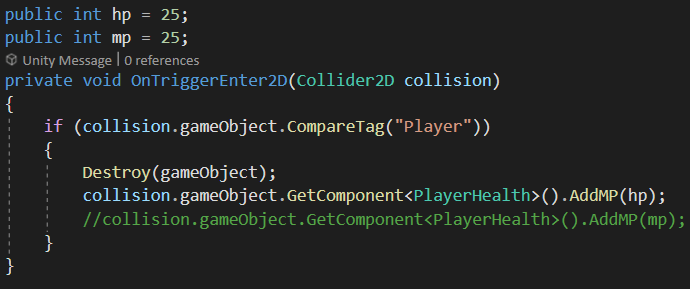 public int hp = 25;
public int mp = 25;
Unity Message | 0 references
private void OnTriggerEnter2D(Collider2D collision)
{
if (collision.gameObject.CompareTag("Player"))
{
Destroy(gameObject);
collision.gameObject.GetComponent<PlayerHealth>().AddMP(hp);
//collision.gameObject.GetComponent<PlayerHealth>().AddMP(mp);
}
}